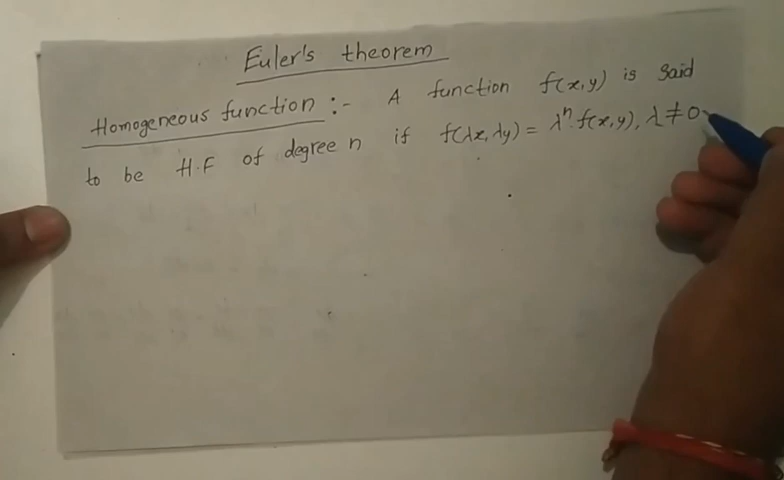 Euler's theorem
Homogeneous function :- A function f(x,y) is said
to be H.F of degree n if f(λx, λy) = λⁿ.f(x,y), λ≠0